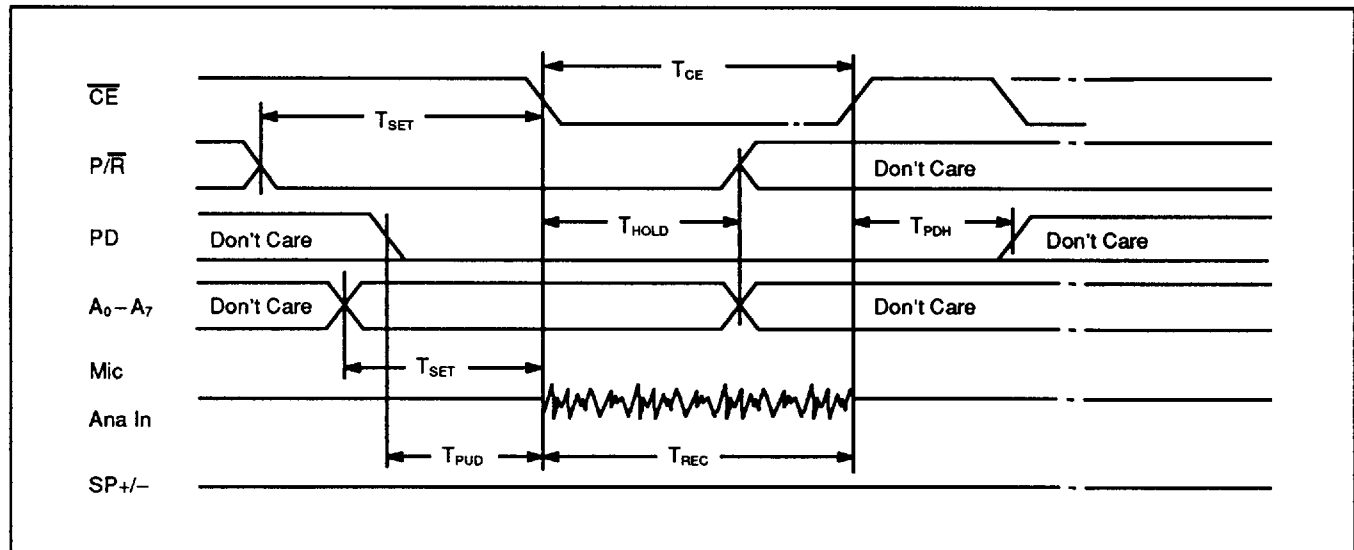 T_CE
C̅E̅
T_SET
P/R̅
Don't Care
PD
Don't Care
T_HOLD
T_PDH
Don't Care
A₀–A₇
Don't Care
Don't Care
Mic
T_SET
Ana In
T_PUD
T_REC
SP+/–